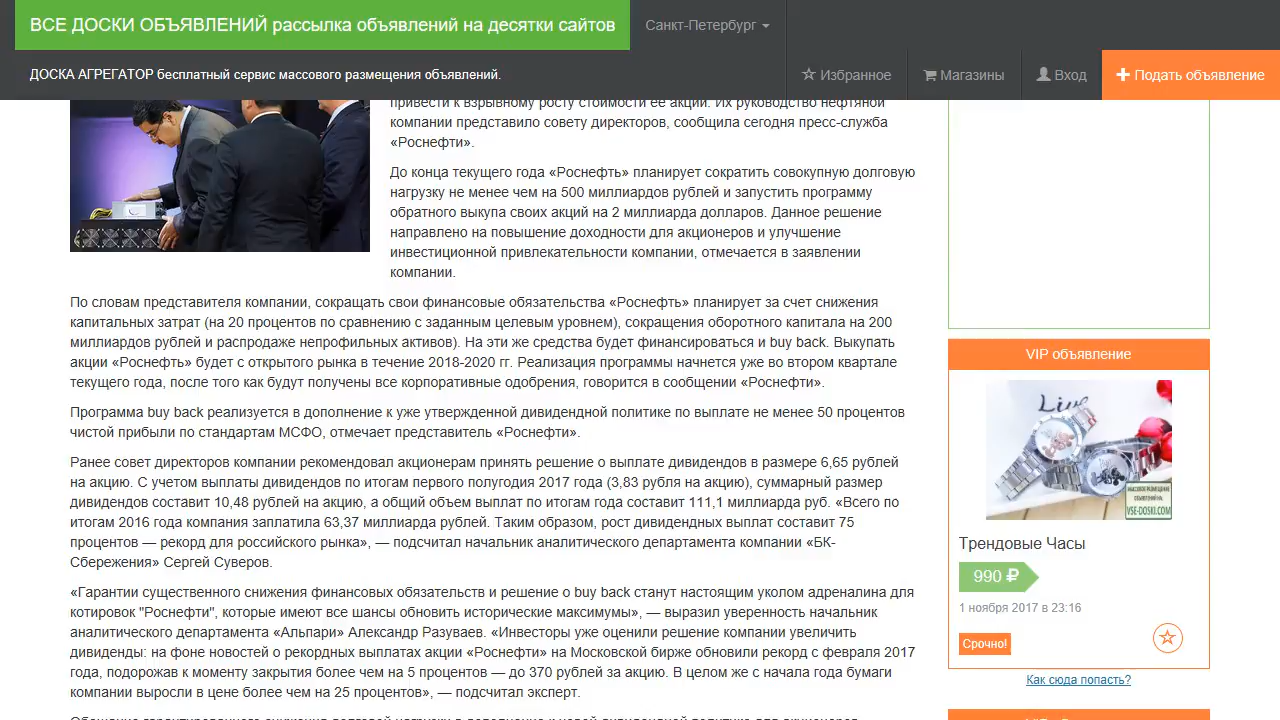 ВСЕ ДОСКИ ОБЪЯВЛЕНИЙ рассылка объявлений на десятки сайтов
Санкт-Петербург
ДОСКА АГРЕГАТОР бесплатный сервис массового размещения объявлений.
Избранное
Магазины
Вход
Подать объявление
привести к взрывному росту стоимости ее акций. Их руководство нефтяной
компании представило совету директоров, сообщила сегодня пресс-служба
«Роснефти».
До конца текущего года «Роснефть» планирует сократить совокупную долговую
нагрузку не менее чем на 500 миллиардов рублей и запустить программу
обратного выкупа своих акций на 2 миллиарда долларов. Данное решение
направлено на повышение доходности для акционеров и улучшение
инвестиционной привлекательности компании, отмечается в заявлении
компании.
По словам представителя компании, сокращать свои финансовые обязательства «Роснефть» планирует за счет снижения
капитальных затрат (на 20 процентов по сравнению с заданным целевым уровнем), сокращения оборотного капитала на 200
миллиардов рублей и распродаже непрофильных активов). На эти же средства будет финансироваться и buy back. Выкупать
акции «Роснефть» будет с открытого рынка в течение 2018-2020 гг. Реализация программы начнется уже во втором квартале
текущего года, после того как будут получены все корпоративные одобрения, говорится в сообщении «Роснефти».
Программа buy back реализуется в дополнение к уже утвержденной дивидендной политике по выплате не менее 50 процентов
чистой прибыли по стандартам МСФО, отмечает представитель «Роснефти».
Ранее совет директоров компании рекомендовал акционерам принять решение о выплате дивидендов в размере 6,65 рублей
на акцию. С учетом выплаты дивидендов по итогам первого полугодия 2017 года (3,83 рубля на акцию), суммарный размер
дивидендов составит 10,48 рублей на акцию, а общий объем выплат по итогам года составит 111,1 миллиарда руб. «Всего по
итогам 2016 года компания заплатила 63,37 миллиарда рублей. Таким образом, рост дивидендных выплат составит 75
процентов — рекорд для российского рынка», — подсчитал начальник аналитического департамента компании «БК-
Сбережения» Сергей Суверов.
«Гарантии существенного снижения финансовых обязательств и решение о buy back станут настоящим уколом адреналина для
котировок "Роснефти", которые имеют все шансы обновить исторические максимумы», — выразил уверенность начальник
аналитического департамента «Альпари» Александр Разуваев. «Инвесторы уже оценили решение компании увеличить
дивиденды: на фоне новостей о рекордных выплатах акции «Роснефти» на Московской бирже обновили рекорд с февраля 2017
года, подорожав к моменту закрытия более чем на 5 процентов — до 370 рублей за акцию. В целом же с начала года бумаги
компании выросли в цене более чем на 25 процентов», — подсчитал эксперт.
VIP объявление
Live
МАССОВОЕ РАЗМЕЩЕНИЕ
ОБЪЯВЛЕНИЙ НА
VSE-DOSKI.COM
Трендовые Часы
990 ₽
1 ноября 2017 в 23:16
Срочно!
Как сюда попасть?